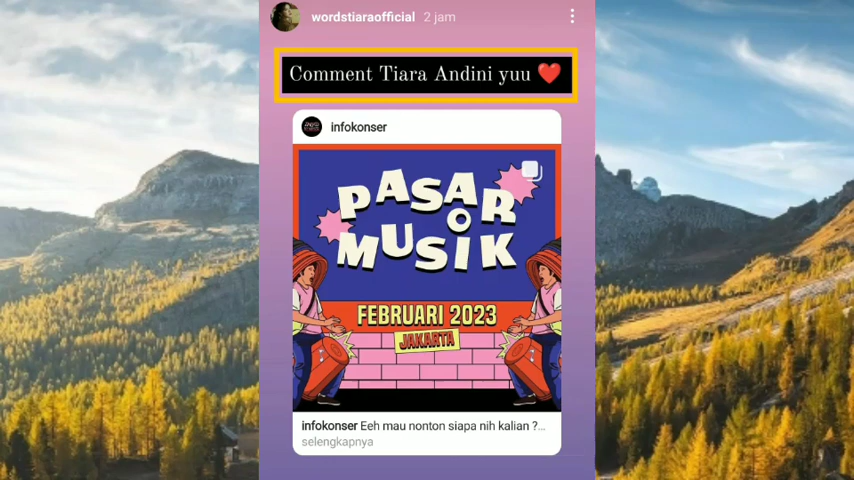 wordstiaraofficial 2 jam
Comment Tiara Andini yuu ❤️
infokonser
PASAR
MUSIK
FEBRUARI 2023
JAKARTA
infokonser Eeh mau nonton siapa nih kalian ?...
selengkapnya